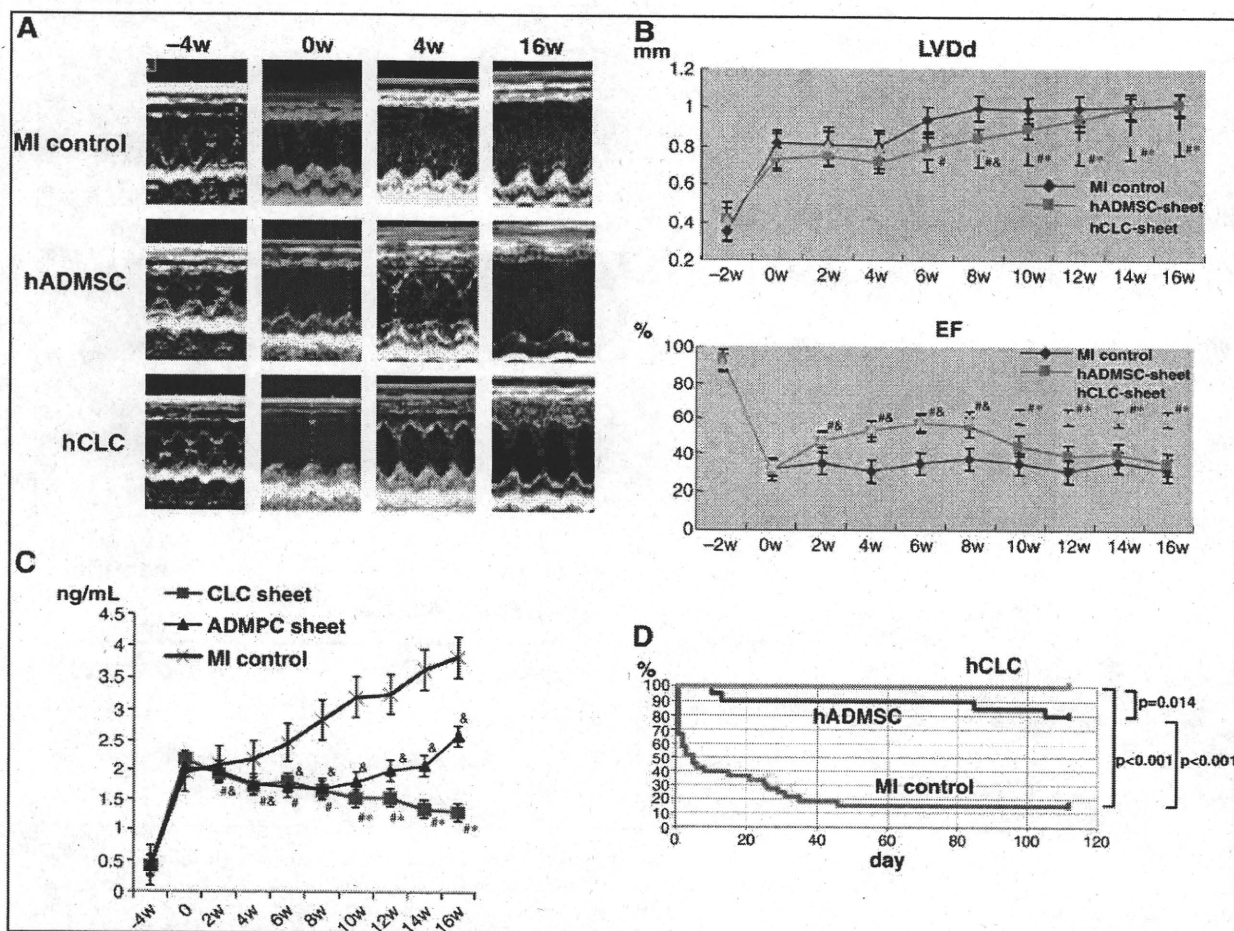 A
−4w 0w 4w 16w
MI control
hADMSC
hCLC
B
mm
LVDd
1.2
1
0.8
0.6
0.4
0.2
# #& #* #* #* #*
MI control
hADMSC-sheet
hCLC-sheet
−2w 0w 2w 4w 6w 8w 10w 12w 14w 16w
%
EF
100
80
60
40
20
0
MI control
hADMSC-sheet
hCLC-sheet
#& #& #& #& #* #* #* #*
−2w 0w 2w 4w 6w 8w 10w 12w 14w 16w
C
ng/mL
CLC sheet
ADMPC sheet
MI control
4.5
4
3.5
3
2.5
2
1.5
1
0.5
0
& & & & & &
#& #& # # #* #* #* #*
−4w 0 2w 4w 6w 8w 10w 12w 14w 16w
D
%
hCLC
100
90
80
70
60
50
40
30
20
10
0
hADMSC
MI control
p=0.014
p<0.001 p<0.001
0 20 40 60 80 100 120
day